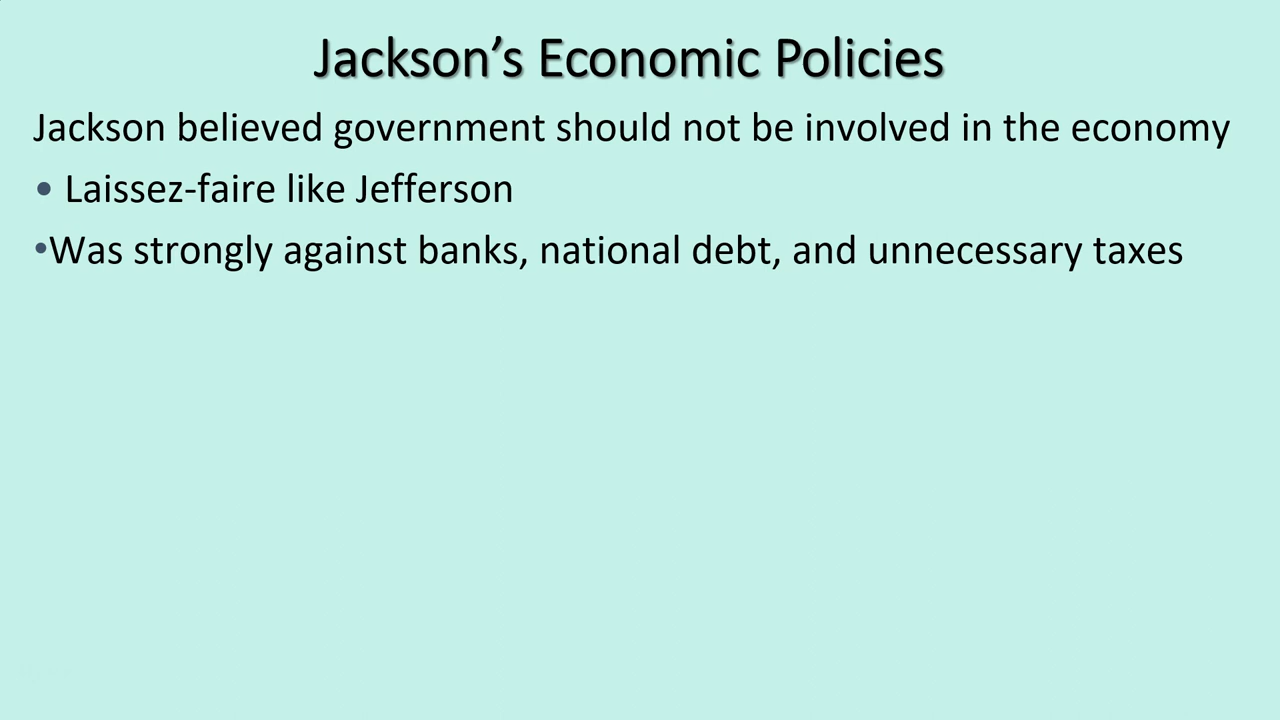 Jackson’s Economic Policies
Jackson believed government should not be involved in the economy
• Laissez-faire like Jefferson
•Was strongly against banks, national debt, and unnecessary taxes